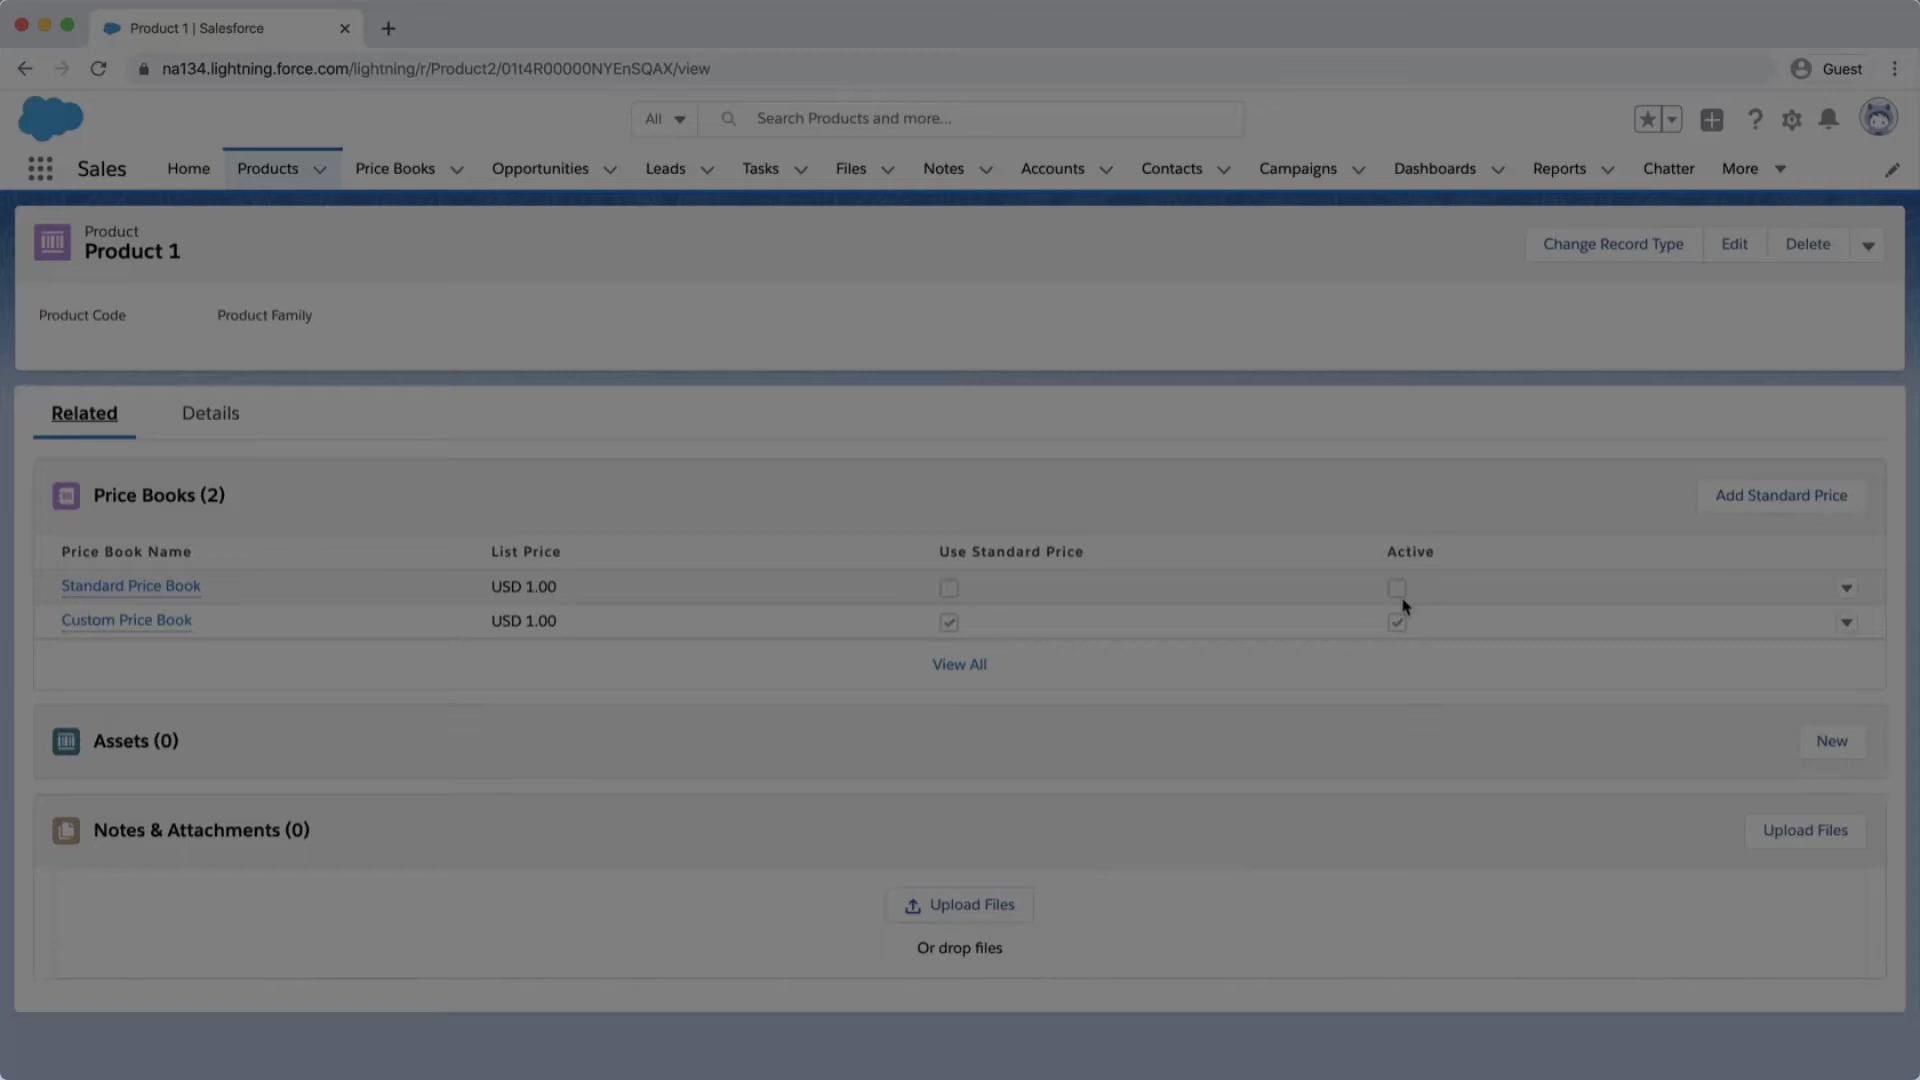 Product 1 | Salesforce
na134.lightning.force.com/lightning/r/Product2/01t4R00000NYEnSQAX/view
Guest
All
Search Products and more...
Sales
Home
Products
Price Books
Opportunities
Leads
Tasks
Files
Notes
Accounts
Contacts
Campaigns
Dashboards
Reports
Chatter
More
Product
Product 1
Change Record Type
Edit
Delete
Product Code
Product Family
Related
Details
Price Books (2)
Add Standard Price
Price Book Name
List Price
Use Standard Price
Active
Standard Price Book
USD 1.00
Custom Price Book
USD 1.00
View All
Assets (0)
New
Notes & Attachments (0)
Upload Files
Upload Files
Or drop files